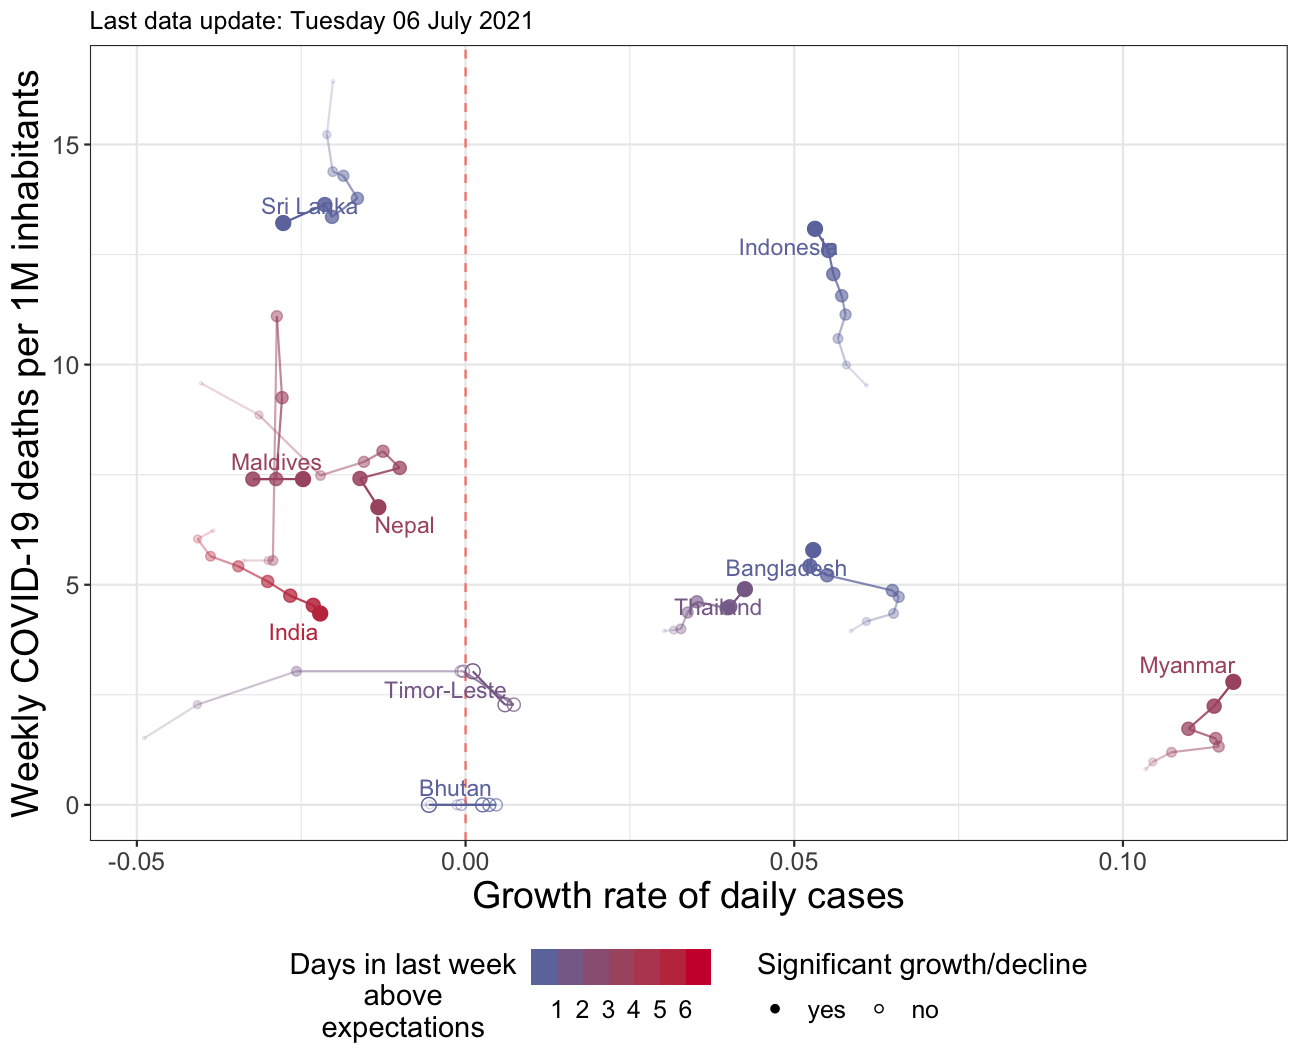 Last data update: Tuesday 06 July 2021
Weekly COVID-19 deaths per 1M inhabitants
15
10
5
0
Sri Lanka
Indonesia
Maldives
Nepal
Bangladesh
Thailand
India
Myanmar
Timor-Leste
Bhutan
-0.05 0.00 0.05 0.10
Growth rate of daily cases
Days in last week
above
expectations
1 2 3 4 5 6
Significant growth/decline
yes no